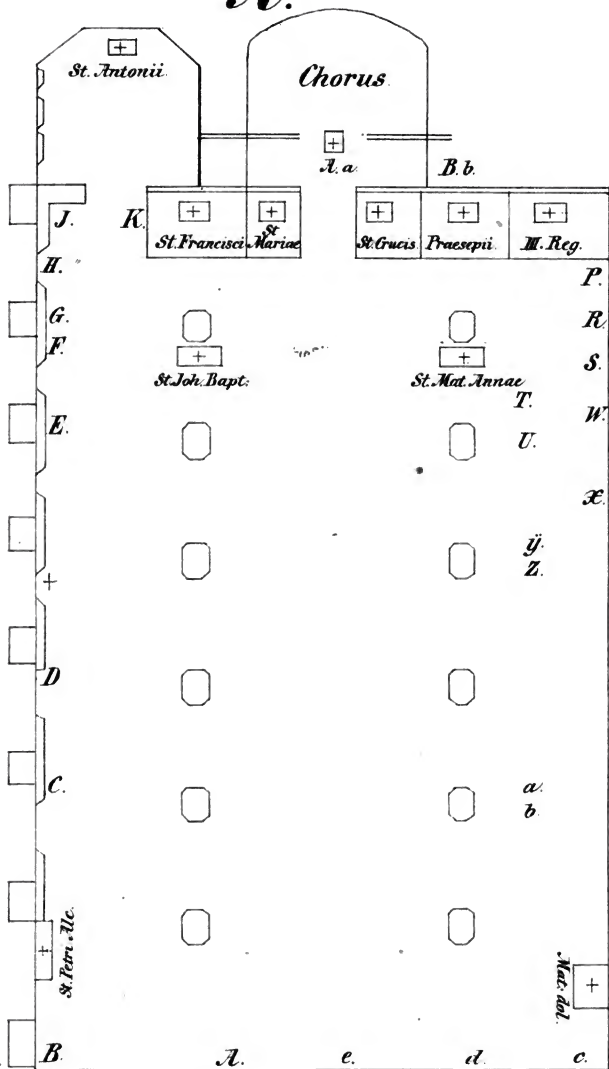 A.
St. Antonii.
Chorus
A. a
B. b.
J.
K.
St. Francisci
St Mariae
St. Crucis.
Praesepii
III. Reg.
H.
P.
G.
R.
F.
S.
St. Joh. Bapt:
St. Mat. Annae
T.
W.
E.
U.
X.
ÿ.
Z.
D
C.
a.
b.
St. Petri Alc.
Mat: dol.
B.
A.
e.
d.
c.